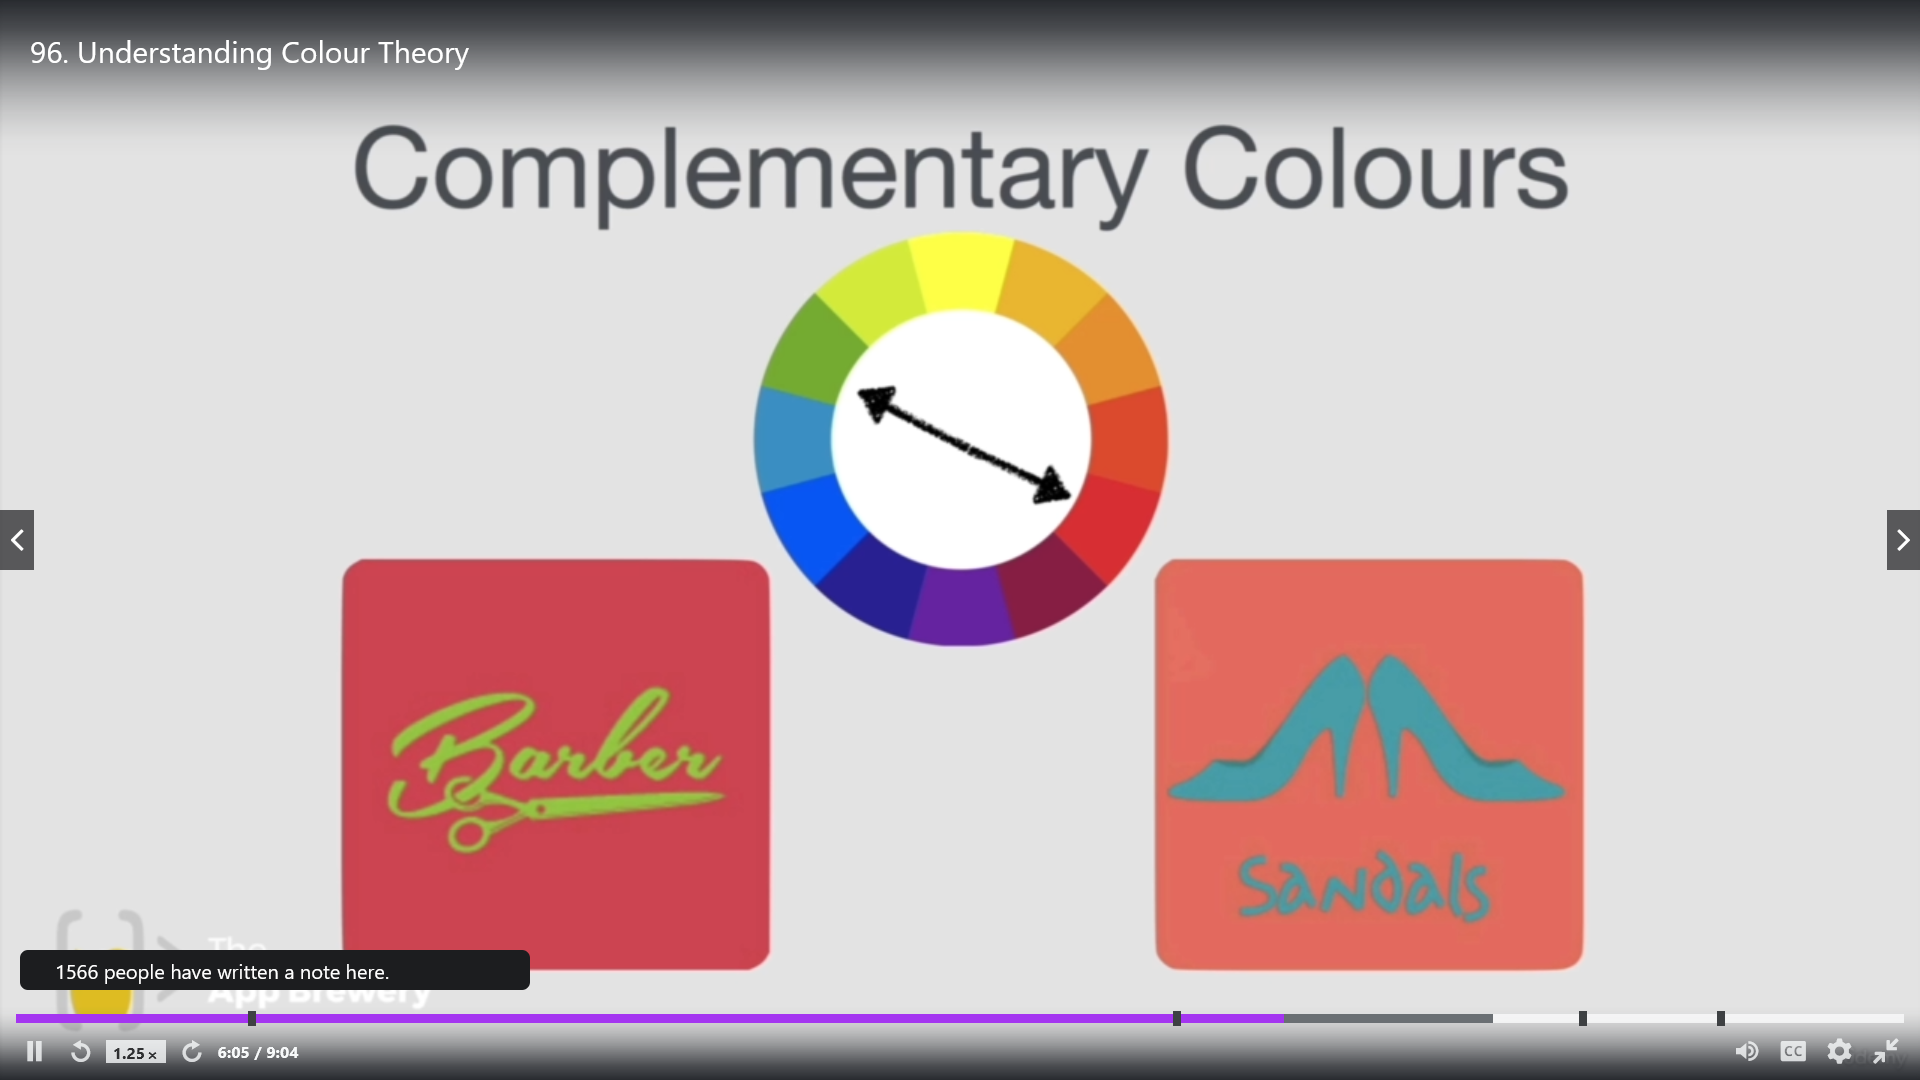 96. Understanding Colour Theory
Complementary Colours
Barber
Sandals
The
App Brewery
1566 people have written a note here.
1.25×
6:05 / 9:04
CC